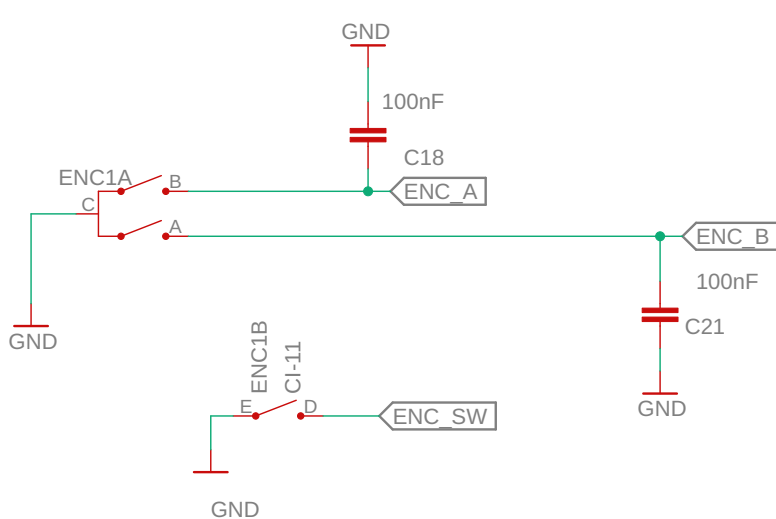 GND
100nF
C18
ENC1A
B
ENC_A
C
A
ENC_B
100nF
C21
GND
GND
ENC1B
CI-11
E
D
ENC_SW
GND